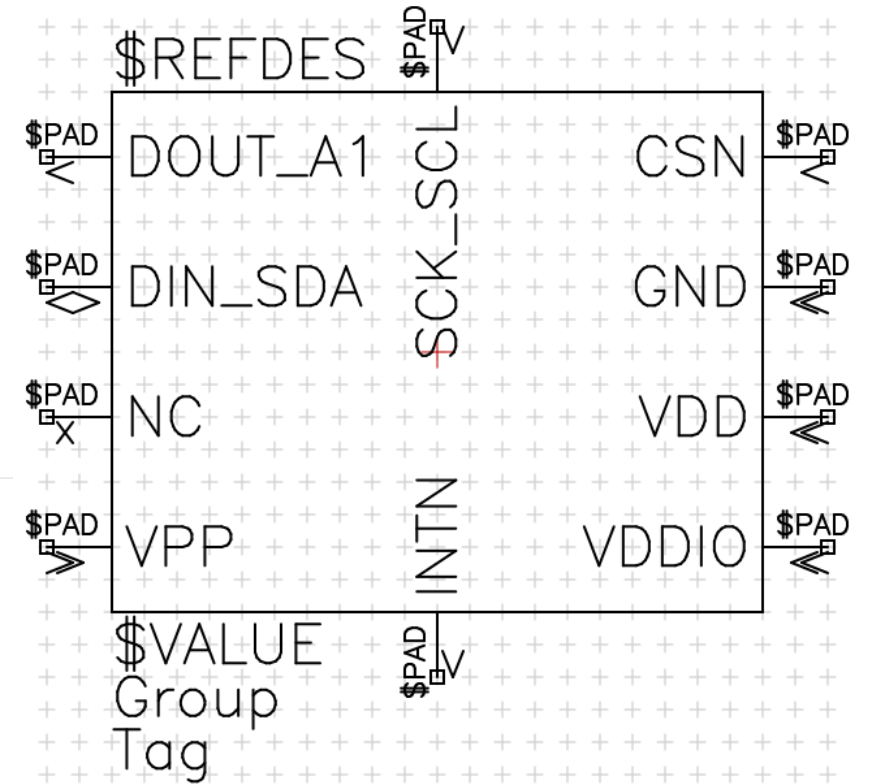 $REFDES
$PAD
$PAD
DOUT_A1
SCK_SCL
CSN
$PAD
$PAD
DIN_SDA
GND
$PAD
$PAD
NC
VDD
$PAD
$PAD
VPP
INTN
VDDIO
$PAD
$VALUE
$PAD
Group
Tag